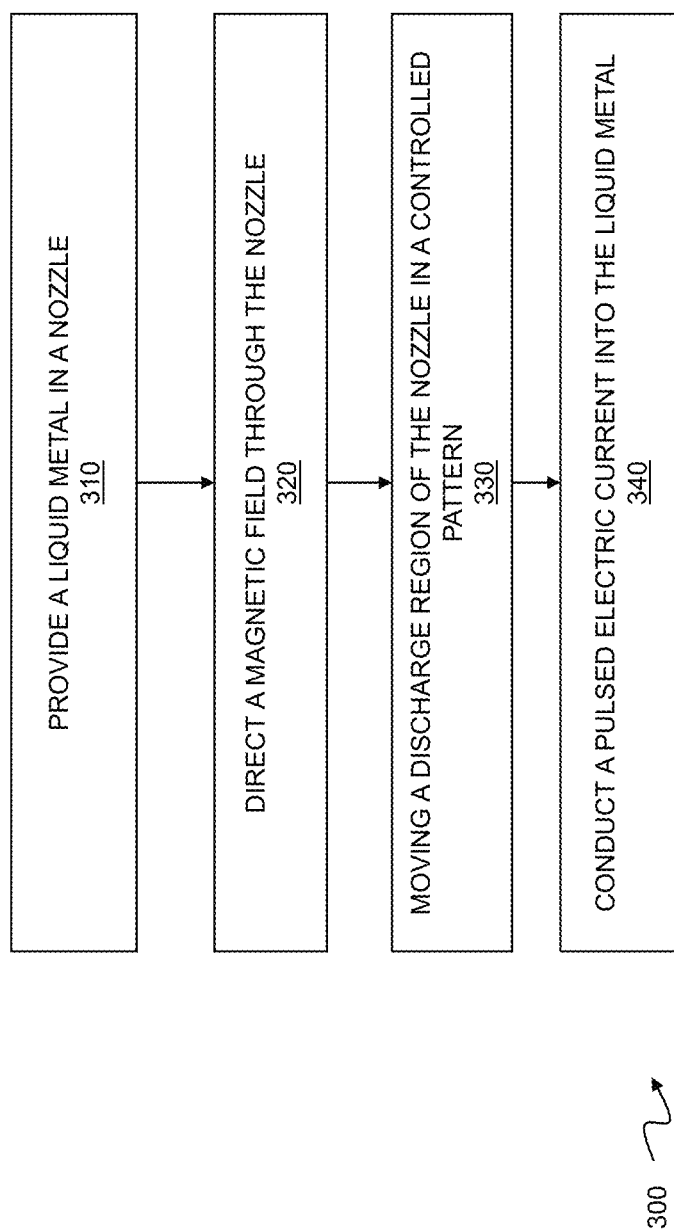 PROVIDE A LIQUID METAL IN A NOZZLE
310
DIRECT A MAGNETIC FIELD THROUGH THE NOZZLE
320
MOVING A DISCHARGE REGION OF THE NOZZLE IN A CONTROLLED
PATTERN
330
CONDUCT A PULSED ELECTRIC CURRENT INTO THE LIQUID METAL
340
300